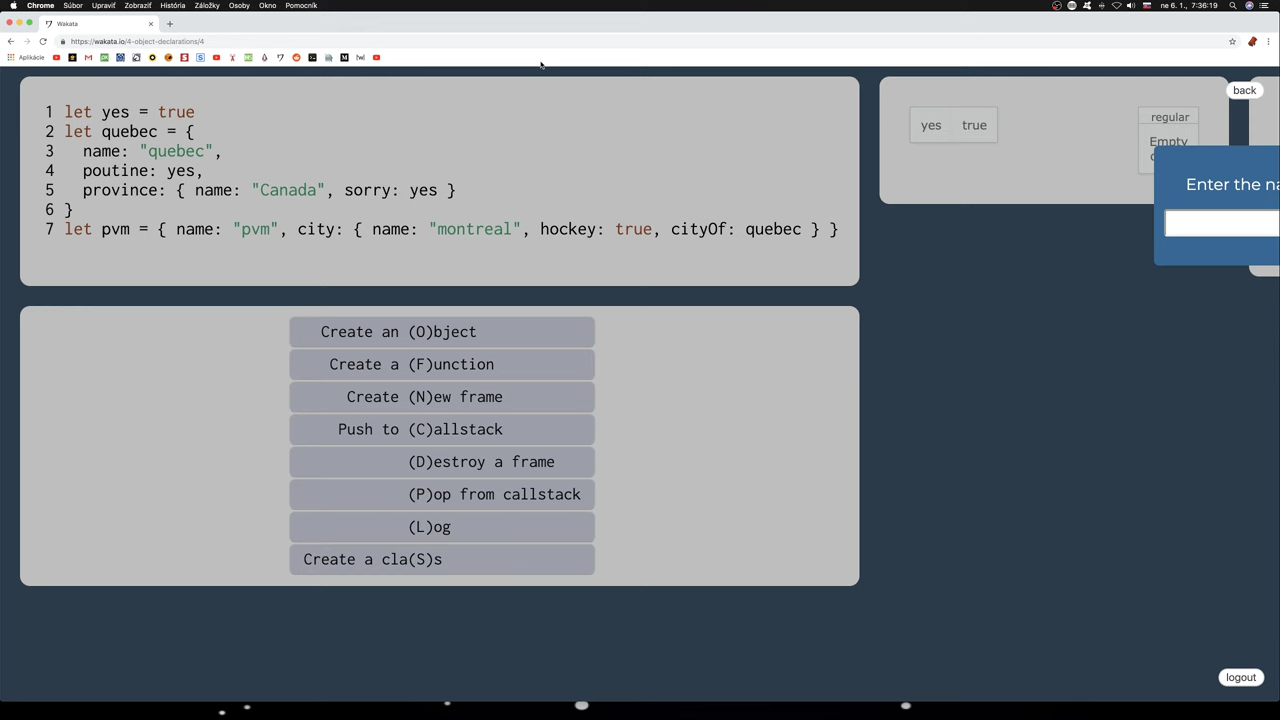 Chrome Súbor Upraviť Zobraziť História Záložky Osoby Okno Pomocník ne 6. 1., 7:36:19
Wakata
https://wakata.io/4-object-declarations/4
Aplikácie
back
1 let yes = true
2 let quebec = {
3 name: "quebec",
4 poutine: yes,
5 province: { name: "Canada", sorry: yes }
6 }
7 let pvm = { name: "pvm", city: { name: "montreal", hockey: true, cityOf: quebec } }
yes true
regular
Empty
Enter the na
Create an (O)bject
Create a (F)unction
Create (N)ew frame
Push to (C)allstack
(D)estroy a frame
(P)op from callstack
(L)og
Create a cla(S)s
logout